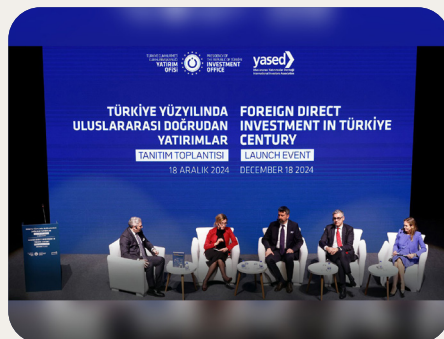 YATIRIM
OFİSİ
INVESTMENT
OFFICE
yased
TÜRKİYE YÜZYILINDA
ULUSLARARASI DOĞRUDAN
YATIRIMLAR
TANITIM TOPLANTISI
18 ARALIK 2024
FOREIGN DIRECT
INVESTMENT IN TÜRKİYE
CENTURY
LAUNCH EVENT
DECEMBER 18 2024